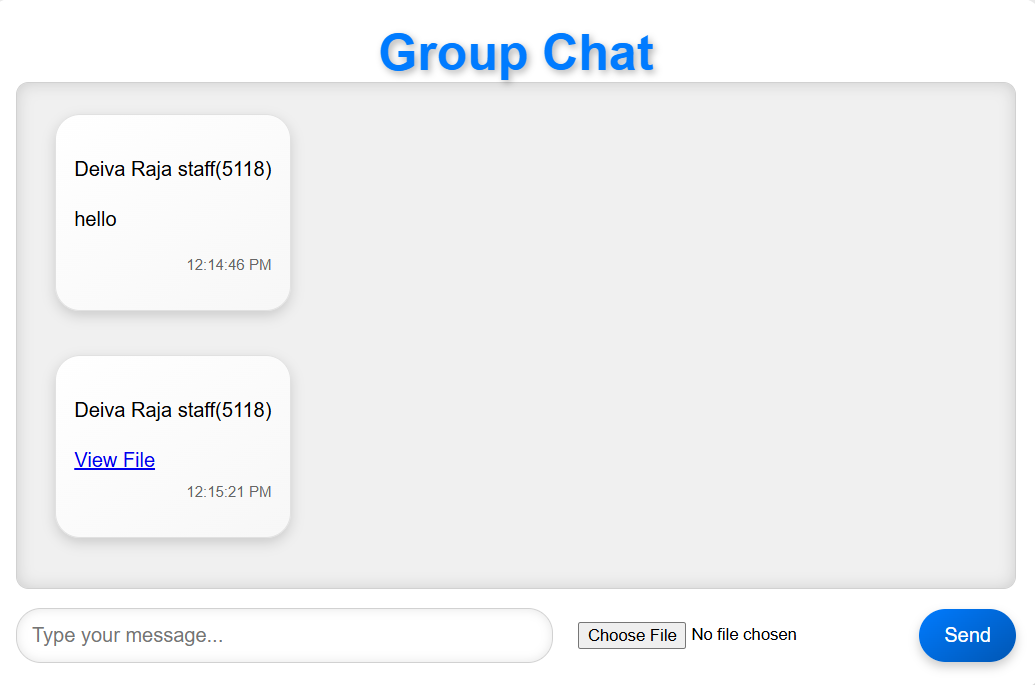 Group Chat
Deiva Raja staff(5118)
hello
12:14:46 PM
Deiva Raja staff(5118)
View File
12:15:21 PM
Type your message... Choose File No file chosen Send